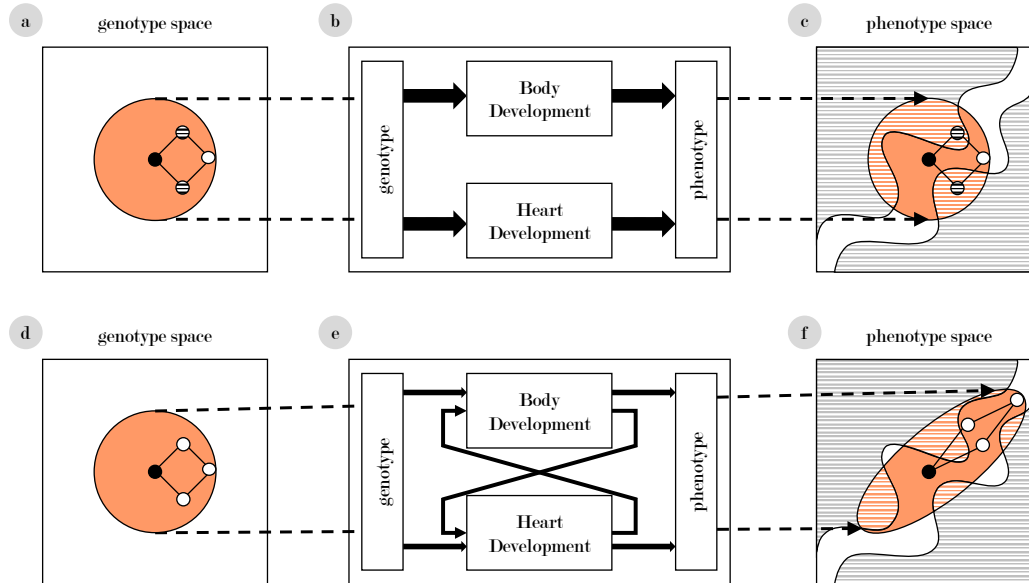 a
genotype space
b
c
phenotype space
genotype
Body
Development
Heart
Development
phenotype
d
genotype space
e
f
phenotype space
genotype
Body
Development
Heart
Development
phenotype